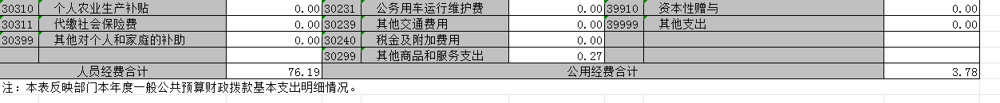 30310 个人农业生产补贴 0.00 30231 公务用车运行维护费 0.00 39910 资本性赠与 0.00
30311 代缴社会保险费 0.00 30239 其他交通费用 0.00 39999 其他支出 0.00
30399 其他对个人和家庭的补助 0.00 30240 税金及附加费用 0.00
30299 其他商品和服务支出 0.27
人员经费合计 76.19 公用经费合计 3.78
注：本表反映部门本年度一般公共预算财政拨款基本支出明细情况。